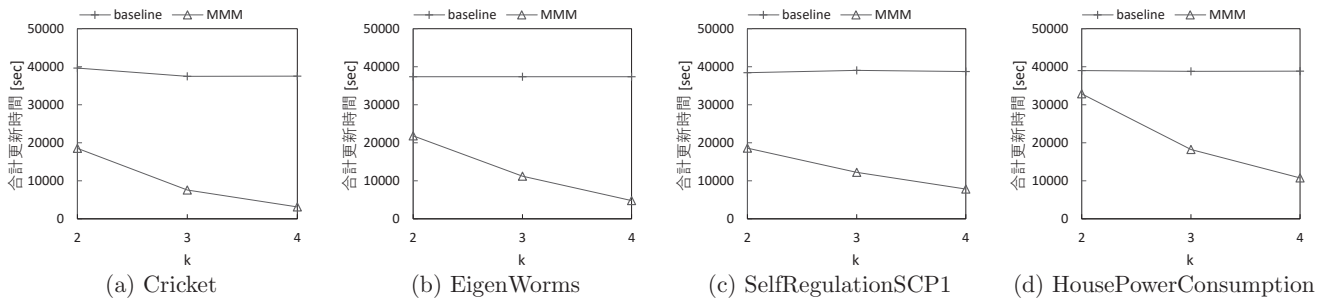 baseline MMM
合計更新時間 [sec]
50000
40000
30000
20000
10000
0
2 3 4
k
(a) Cricket
baseline MMM
合計更新時間 [sec]
50000
40000
30000
20000
10000
0
2 3 4
k
(b) EigenWorms
baseline MMM
合計更新時間 [sec]
50000
40000
30000
20000
10000
0
2 3 4
k
(c) SelfRegulationSCP1
baseline MMM
合計更新時間 [sec]
50000
40000
30000
20000
10000
0
2 3 4
k
(d) HousePowerConsumption